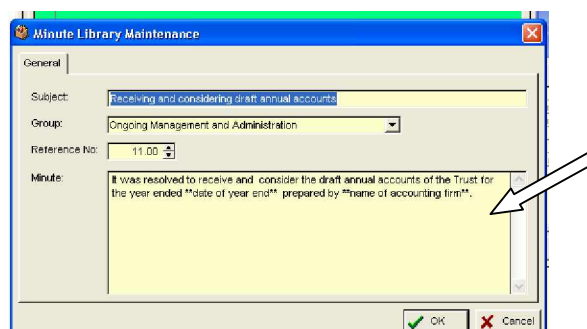 Minute Library Maintenance
General
Subject: Receiving and considering draft annual accounts
Group: Ongoing Management and Administration
Reference No: 11.00
Minute: It was resolved to receive and consider the draft annual accounts of the Trust for
the year ended **date of year end** prepared by **name of accounting firm**.
OK Cancel